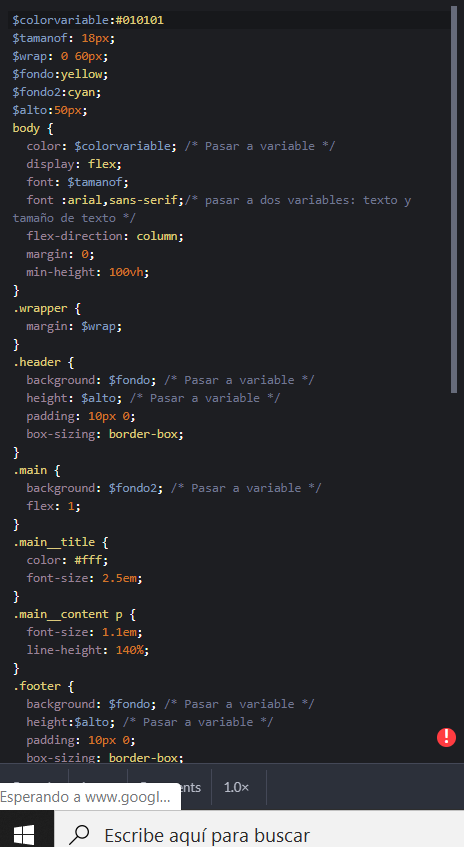 $colorvariable:#010101
$tamanof: 18px;
$wrap: 0 60px;
$fondo:yellow;
$fondo2:cyan;
$alto:50px;
body {
  color: $colorvariable; /* Pasar a variable */
  display: flex;
  font: $tamanof;
  font :arial,sans-serif;/* pasar a dos variables: texto y
tamaño de texto */
  flex-direction: column;
  margin: 0;
  min-height: 100vh;
}
.wrapper {
  margin: $wrap;
}
.header {
  background: $fondo; /* Pasar a variable */
  height: $alto; /* Pasar a variable */
  padding: 10px 0;
  box-sizing: border-box;
}
.main {
  background: $fondo2; /* Pasar a variable */
  flex: 1;
}
.main__title {
  color: #fff;
  font-size: 2.5em;
}
.main__content p {
  font-size: 1.1em;
  line-height: 140%;
}
.footer {
  background: $fondo; /* Pasar a variable */
  height:$alto; /* Pasar a variable */
  padding: 10px 0;
  box-sizing: border-box;
1.0×
Esperando a www.googl...
Escribe aquí para buscar